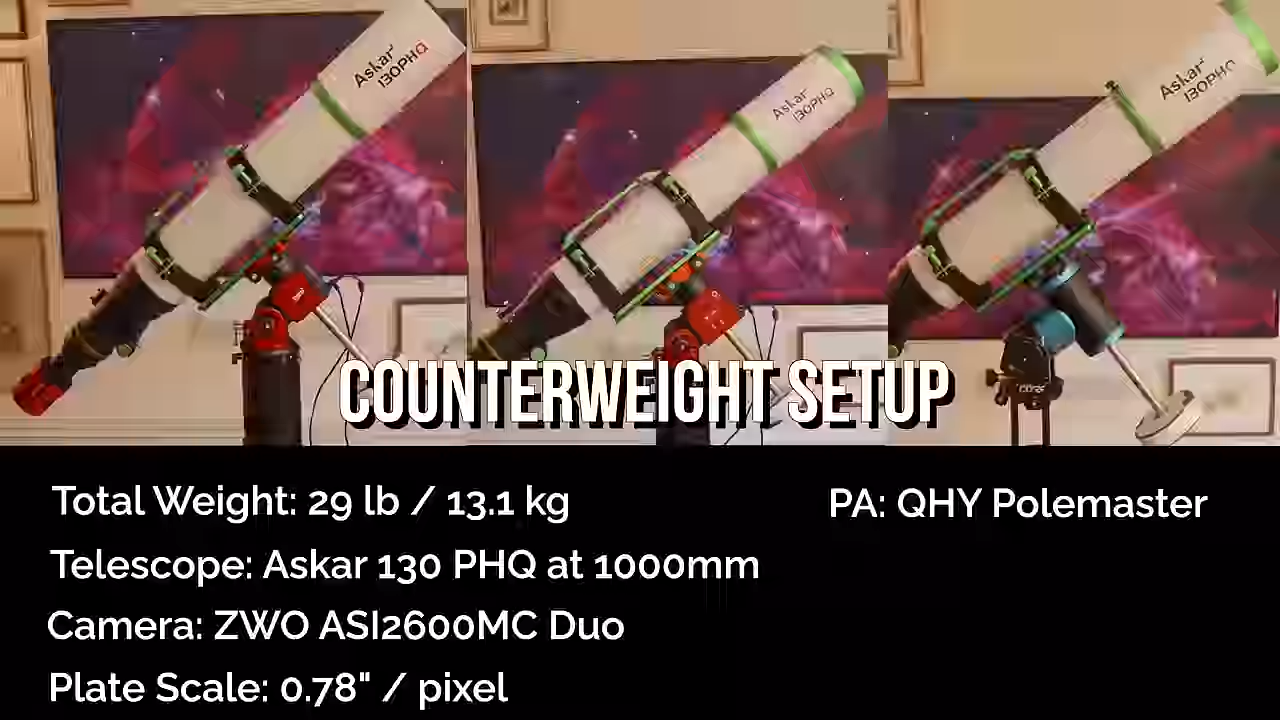 Askar
130PHQ
Askar
130PHQ
Askar
130PHQ
COUNTERWEIGHT SETUP
Total Weight: 29 lb / 13.1 kg
PA: QHY Polemaster
Telescope: Askar 130 PHQ at 1000mm
Camera: ZWO ASI2600MC Duo
Plate Scale: 0.78" / pixel